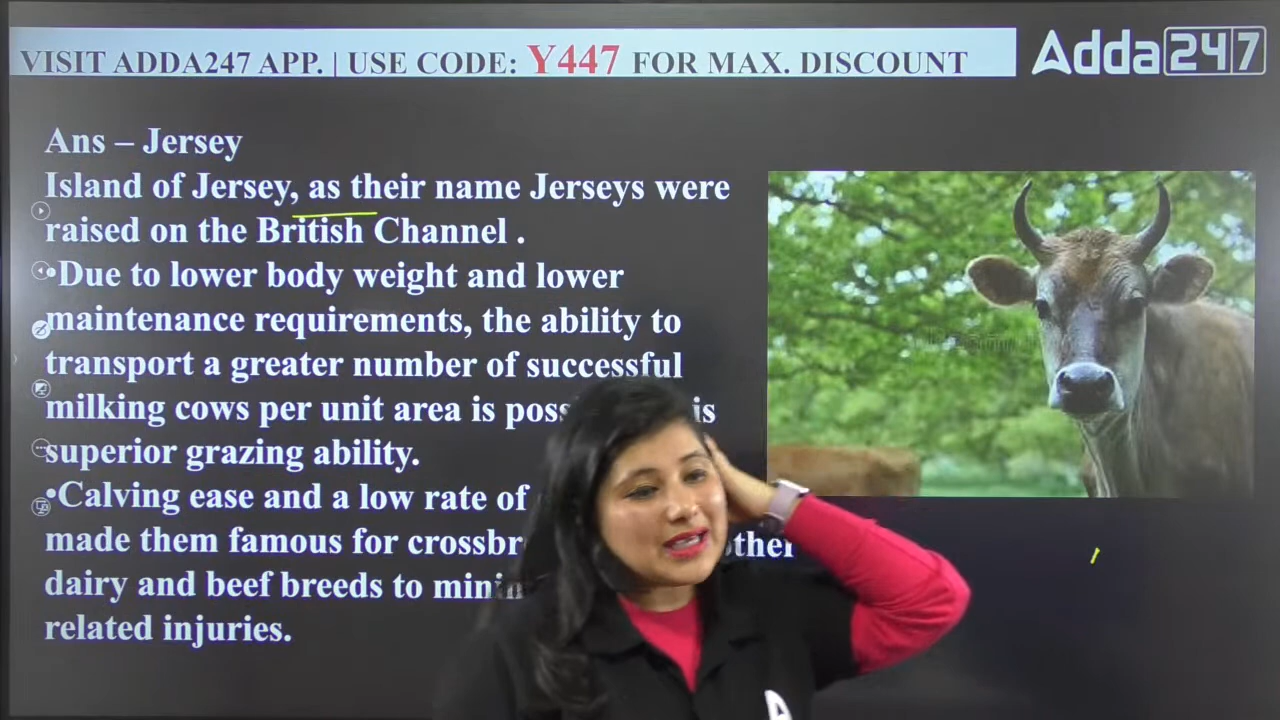 VISIT ADDA247 APP. | USE CODE: Y447 FOR MAX. DISCOUNT
Adda247
Ans – Jersey
Island of Jersey, as their name Jerseys were
raised on the British Channel .
•Due to lower body weight and lower
maintenance requirements, the ability to
transport a greater number of successful
milking cows per unit area is is
superior grazing ability.
•Calving ease and a low rate of
made them famous for
dairy and beef breeds to
related injuries.